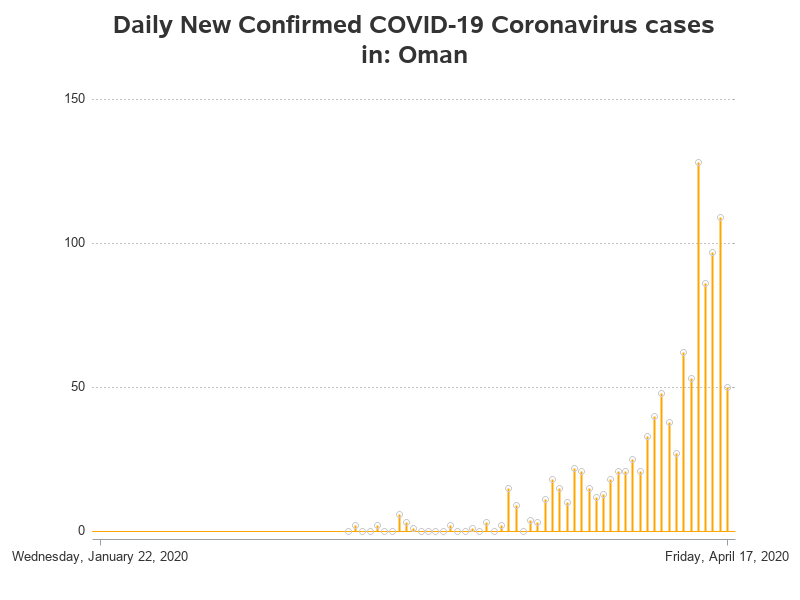 Daily New Confirmed COVID-19 Coronavirus cases
in: Oman
150
100
50
0
Wednesday, January 22, 2020
Friday, April 17, 2020